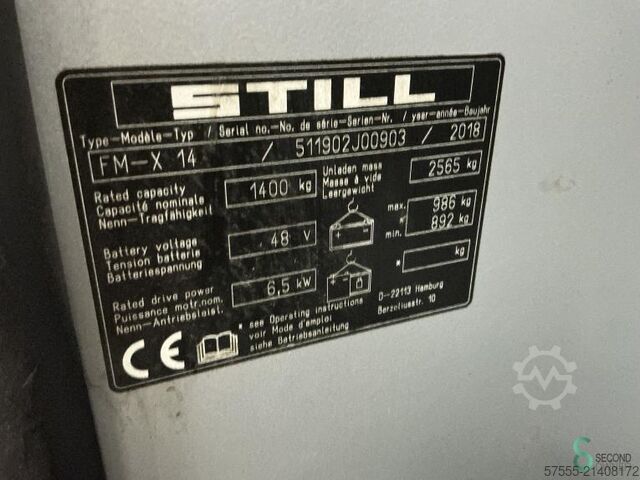 STILL
Type-Modèle-Typ / Serial no.-No. de série-Serien-Nr. / year-année-Baujahr
FM-X 14 / 511902J00903 / 2018
Rated capacity
Capacité nominale
Nenn-Tragfähigkeit
1400 kg
Unladen mass
Masse à vide
Leergewicht
2565 kg
Battery voltage
Tension batterie
Batteriespannung
48 V
max. 986 kg
* 892 kg
min.
Rated drive power
Puissance motr.nom.
Nenn-Antriebsleist.
6,5 kW
* kg
* see Operating instructions
voir Mode d'emploi
siehe Betriebsanleitung
D-22113 Hamburg
Berzeliusstr. 10
CE
SECOND
57555-21408172